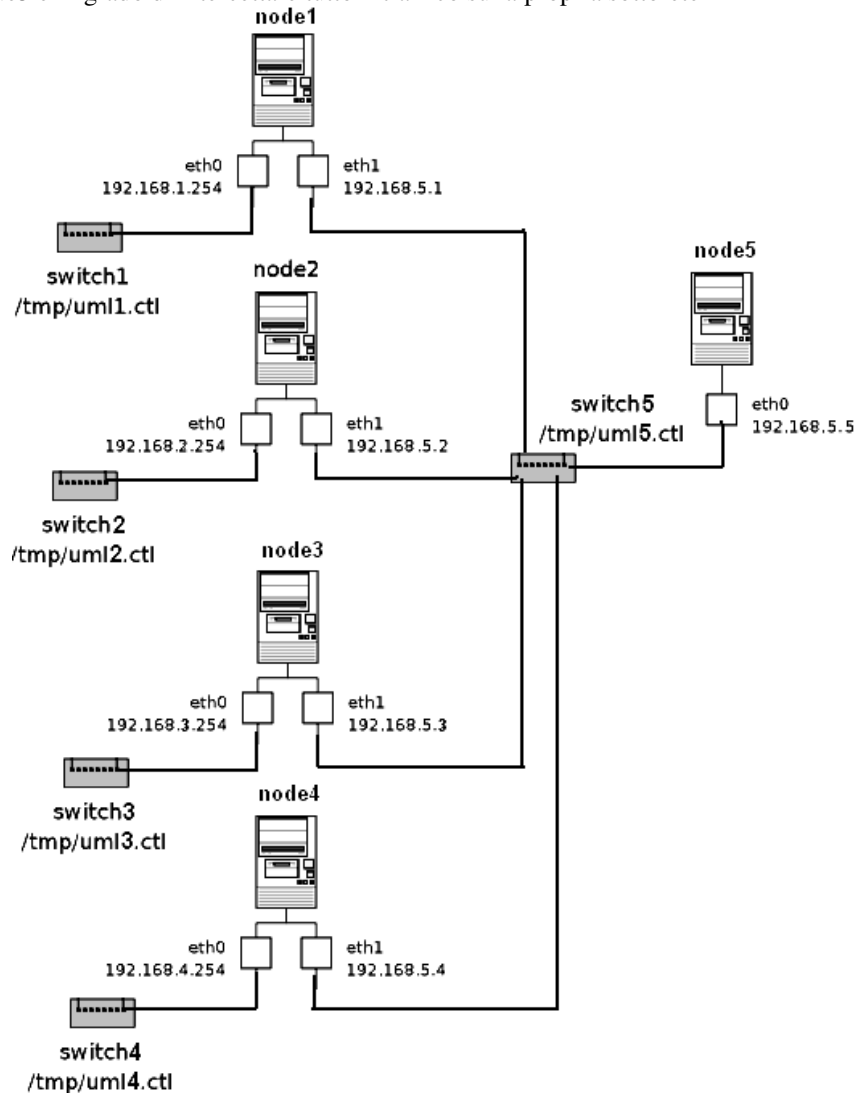 node1
eth0
192.168.1.254
eth1
192.168.5.1
switch1
/tmp/uml1.ctl
node2
eth0
192.168.2.254
eth1
192.168.5.2
switch2
/tmp/uml2.ctl
node5
eth0
192.168.5.5
switch5
/tmp/uml5.ctl
node3
eth0
192.168.3.254
eth1
192.168.5.3
switch3
/tmp/uml3.ctl
node4
eth0
192.168.4.254
eth1
192.168.5.4
switch4
/tmp/uml4.ctl